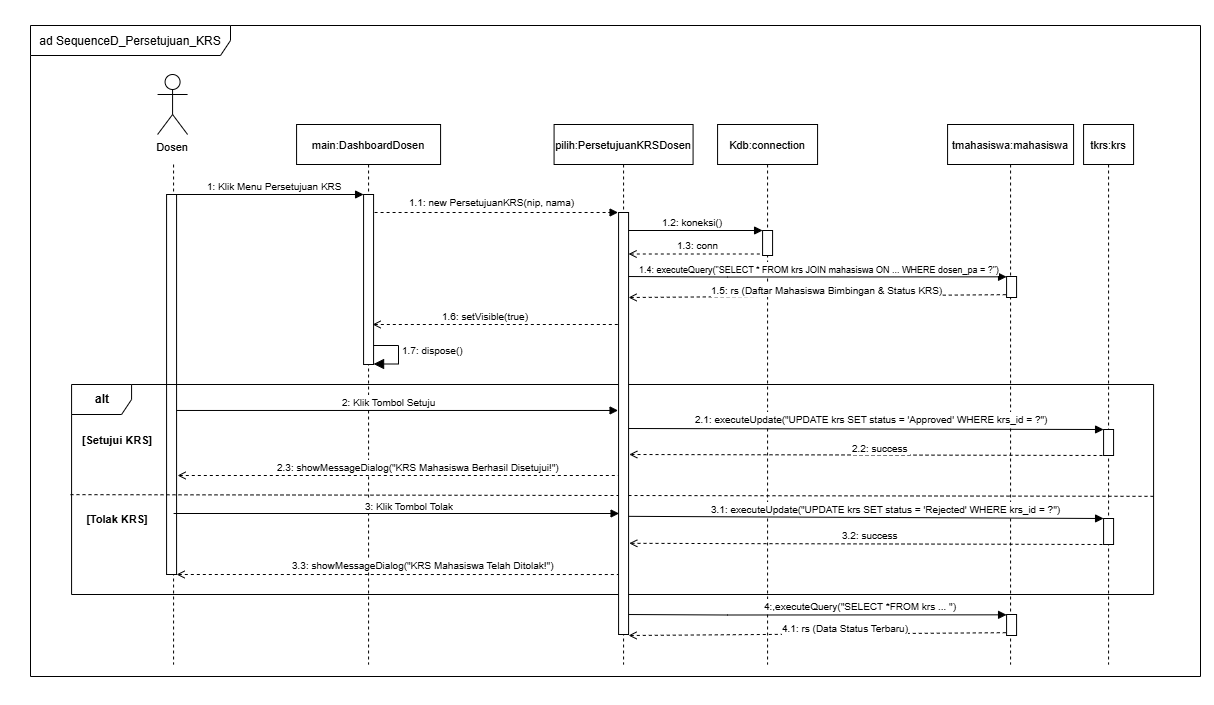 ad SequenceD_Persetujuan_KRS
Dosen
main:DashboardDosen
pilih:PersetujuanKRSDosen
Kdb:connection
tmahasiswa:mahasiswa
tkrs:krs
1: Klik Menu Persetujuan KRS
1.1: new PersetujuanKRS(nip, nama)
1.2: koneksi()
1.3: conn
1.4: executeQuery("SELECT * FROM krs JOIN mahasiswa ON ... WHERE dosen_pa = ?")
1.5: rs (Daftar Mahasiswa Bimbingan & Status KRS)
1.6: setVisible(true)
1.7: dispose()
alt
2: Klik Tombol Setuju
2.1: executeUpdate("UPDATE krs SET status = 'Approved' WHERE krs_id = ?")
[Setujui KRS]
2.2: success
2.3: showMessageDialog("KRS Mahasiswa Berhasil Disetujui!")
3: Klik Tombol Tolak
3.1: executeUpdate("UPDATE krs SET status = 'Rejected' WHERE krs_id = ?")
[Tolak KRS]
3.2: success
3.3: showMessageDialog("KRS Mahasiswa Telah Ditolak!")
4:,executeQuery("SELECT *FROM krs ... ")
4.1: rs (Data Status Terbaru)